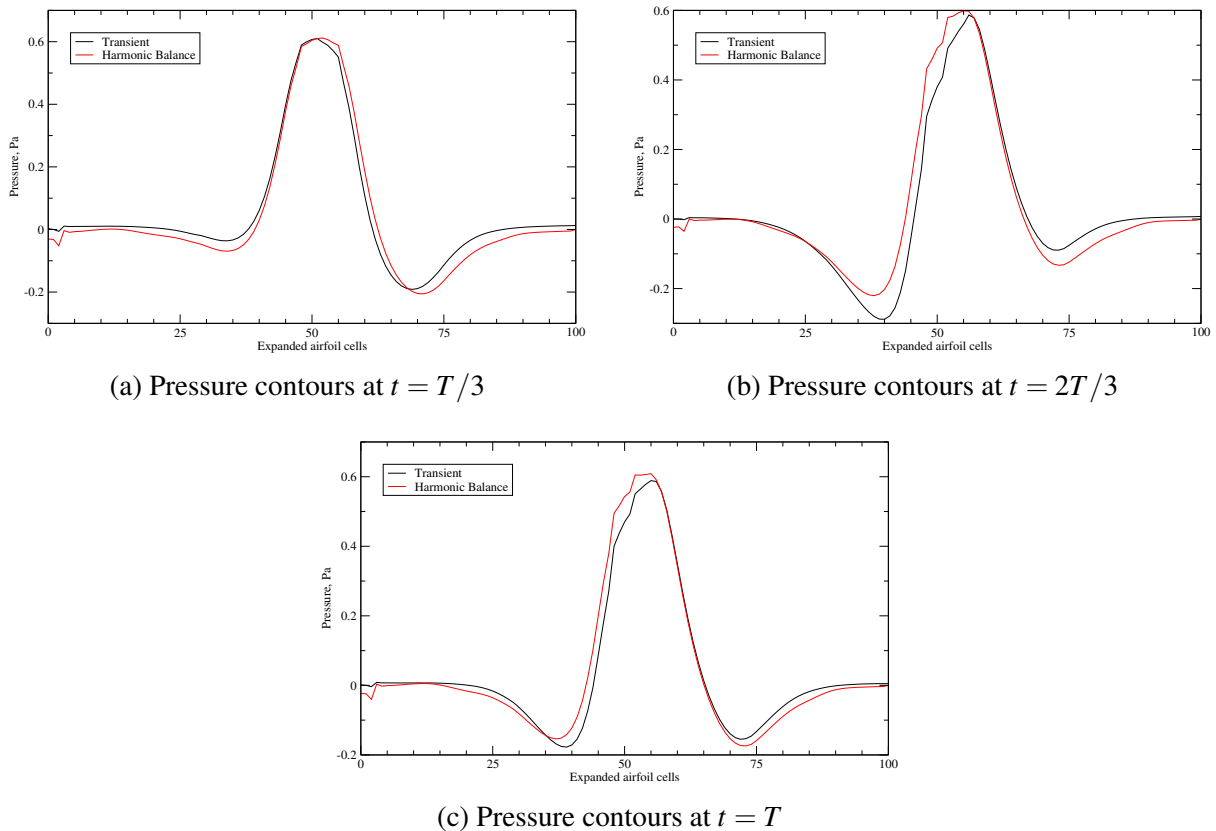 0.6
0.4
0.2
0
-0.2
Pressure, Pa
Transient
Harmonic Balance
0 25 50 75 100
Expanded airfoil cells
(a) Pressure contours at t = T/3
0.6
0.4
0.2
0
-0.2
Pressure, Pa
Transient
Harmonic Balance
0 25 50 75 100
Expanded airfoil cells
(b) Pressure contours at t = 2T/3
0.6
0.4
0.2
0
-0.2
Pressure, Pa
Transient
Harmonic Balance
0 25 50 75 100
Expanded airfoil cells
(c) Pressure contours at t = T